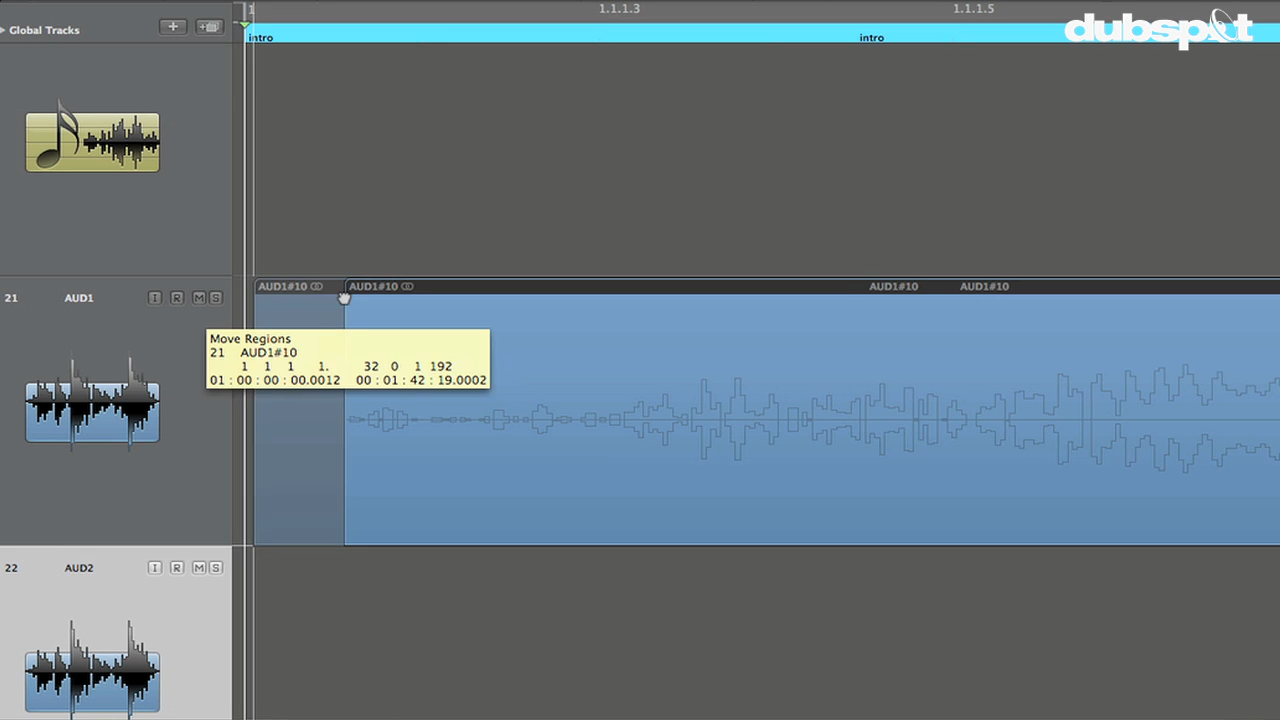 1
1.1.1.3
1.1.1.5
dubspot
Global Tracks
intro
intro
21 AUD1 I R M S
AUD1#10
AUD1#10
AUD1#10
AUD1#10
Move Regions
21 AUD1#10
1 1 1 1. 32 0 1 192
01 : 00 : 00 : 00.0012 00 : 01 : 42 : 19.0002
22 AUD2 I R M S